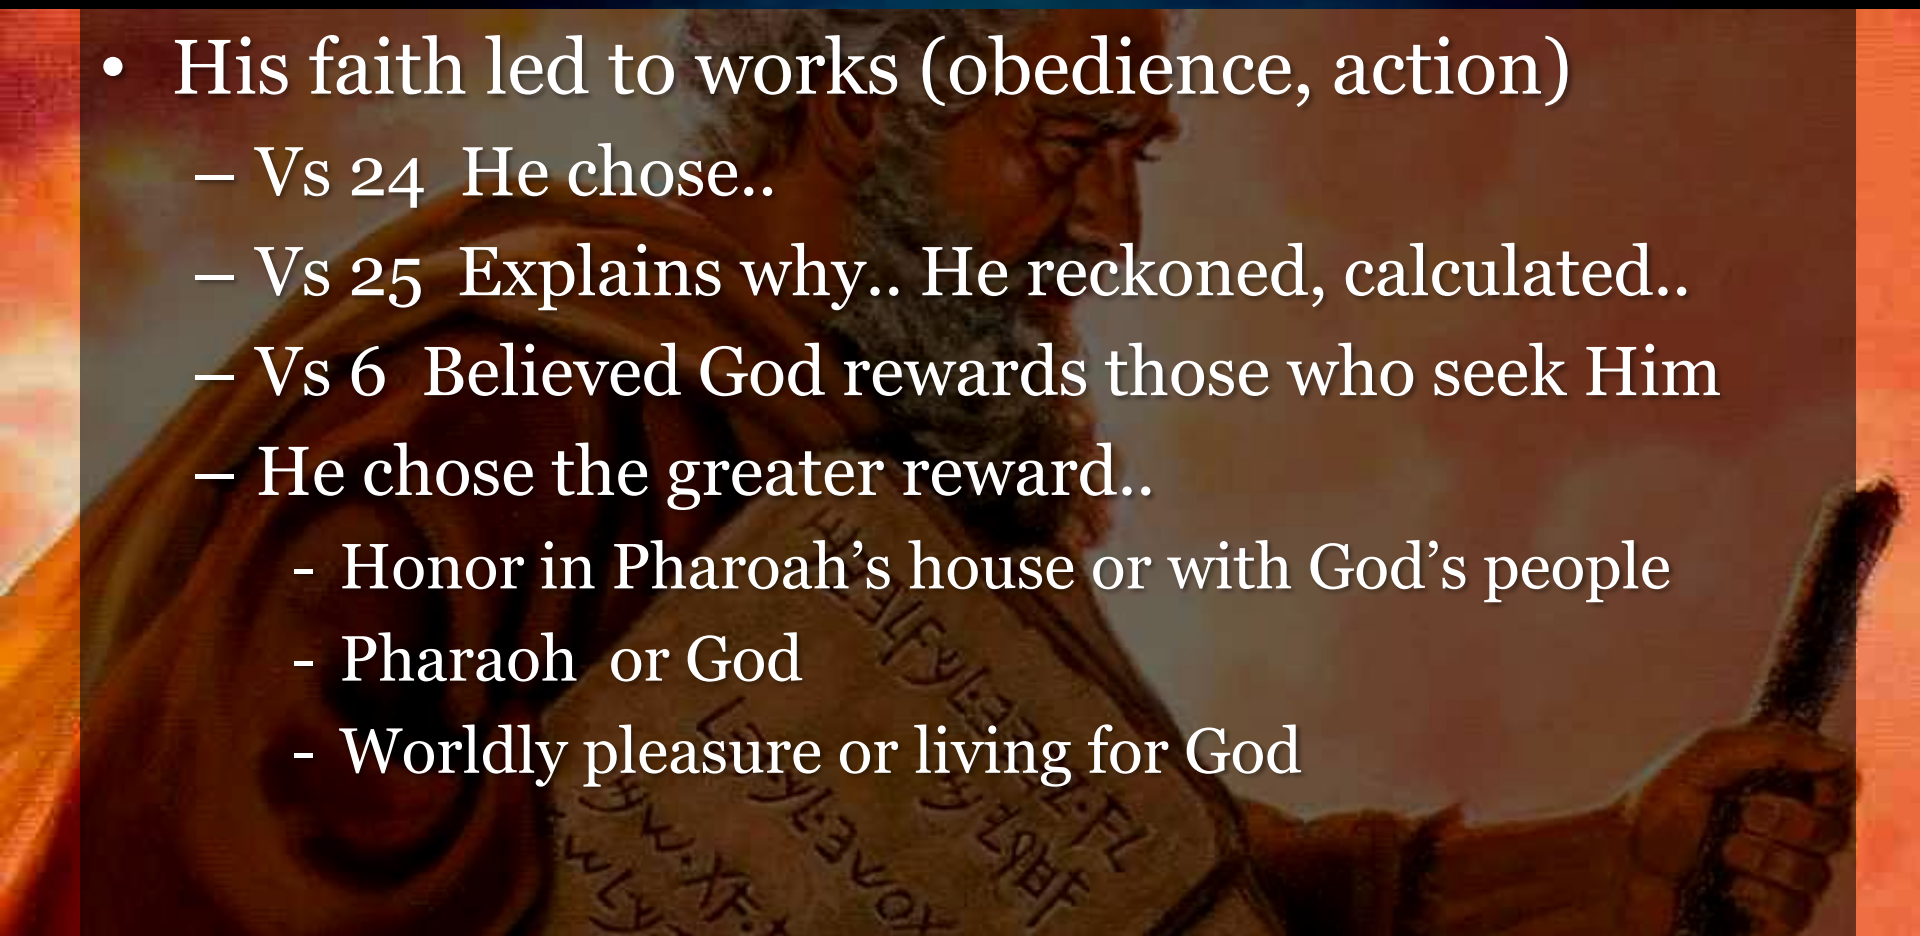 • His faith led to works (obedience, action)
– Vs 24 He chose..
– Vs 25 Explains why.. He reckoned, calculated..
– Vs 6 Believed God rewards those who seek Him
– He chose the greater reward..
- Honor in Pharoah’s house or with God’s people
- Pharaoh or God
- Worldly pleasure or living for God